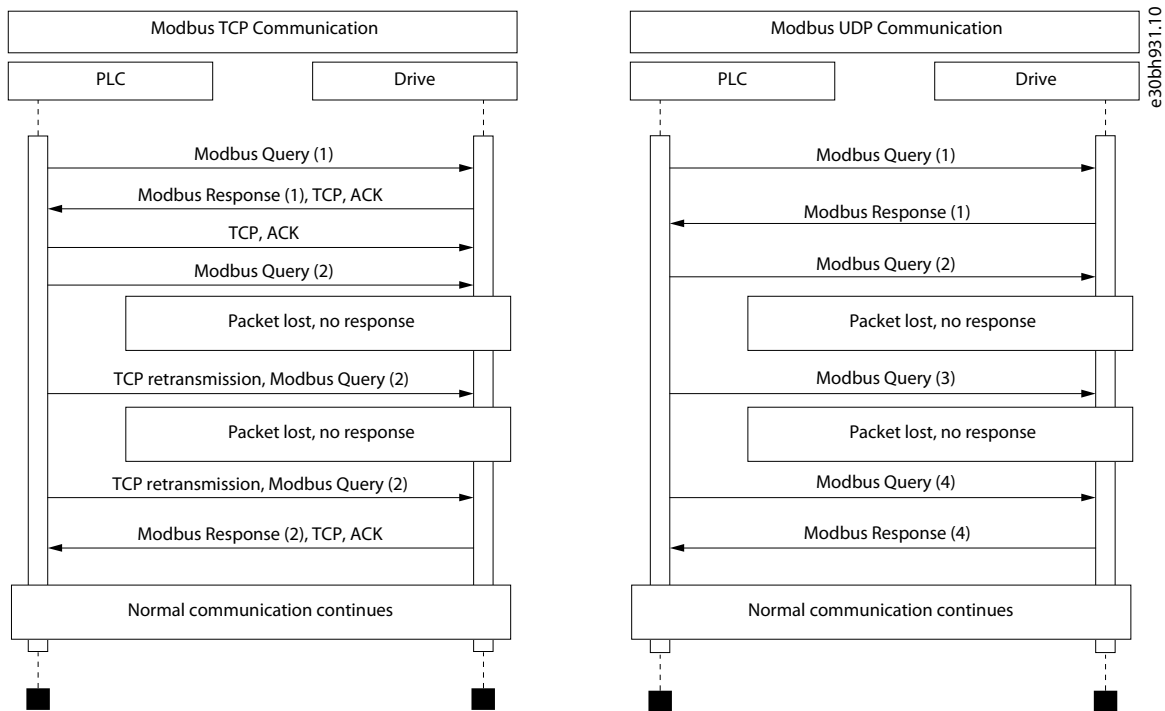 Modbus TCP Communication
PLC
Drive
Modbus Query (1)
Modbus Response (1), TCP, ACK
TCP, ACK
Modbus Query (2)
Packet lost, no response
TCP retransmission, Modbus Query (2)
Packet lost, no response
TCP retransmission, Modbus Query (2)
Modbus Response (2), TCP, ACK
Normal communication continues
Modbus UDP Communication
PLC
Drive
Modbus Query (1)
Modbus Response (1)
Modbus Query (2)
Packet lost, no response
Modbus Query (3)
Packet lost, no response
Modbus Query (4)
Modbus Response (4)
Normal communication continues
e30bh931.10